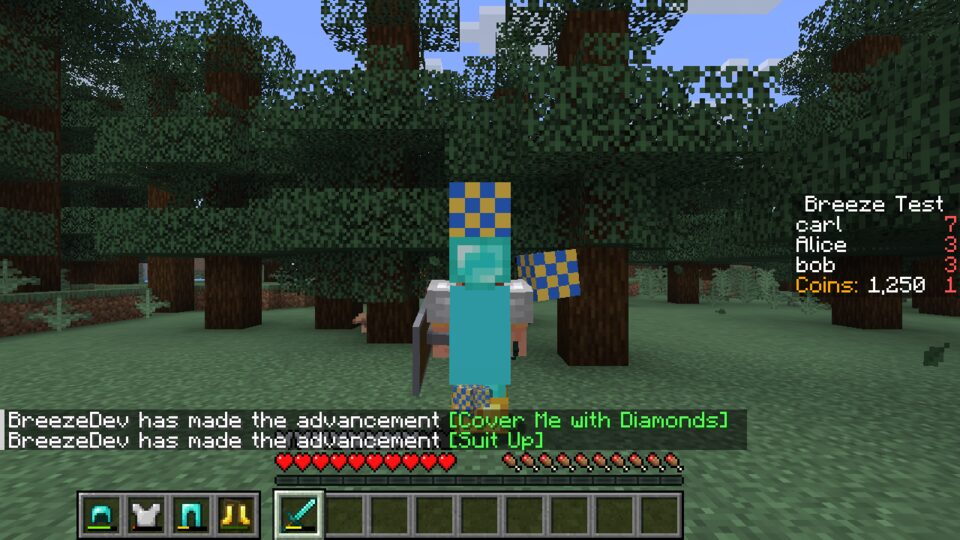 Breeze Test
carl 7
Alice 3
bob 3
Coins: 1,250 1
BreezeDev has made the advancement [Cover Me with Diamonds]
BreezeDev has made the advancement [Suit Up]